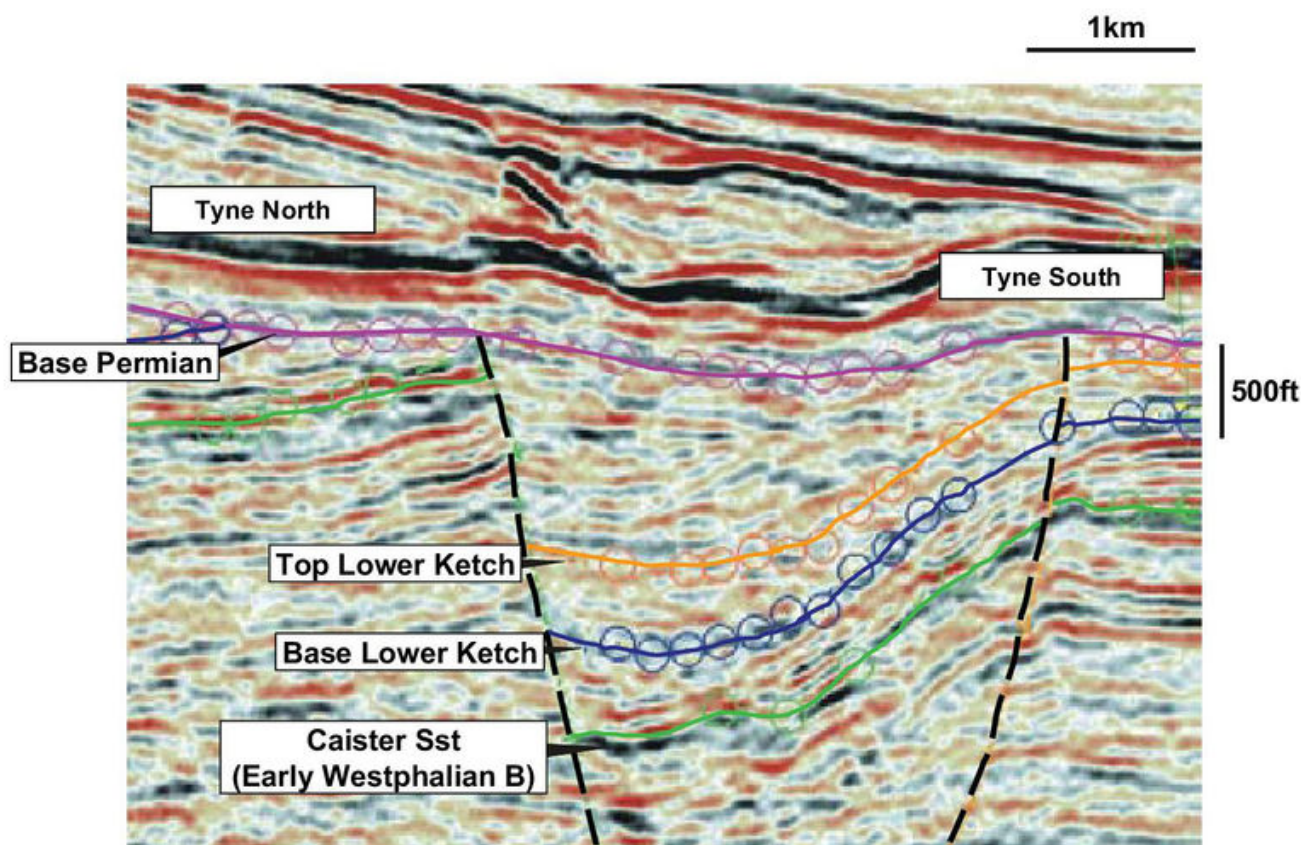 1km
Tyne North
Tyne South
Base Permian
500ft
Top Lower Ketch
Base Lower Ketch
Caister Sst
(Early Westphalian B)